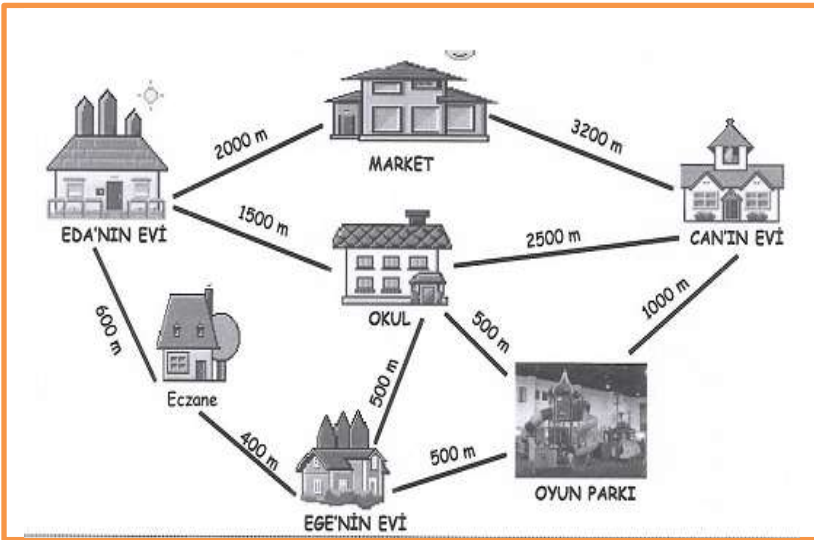 2000 m
3200 m
MARKET
EDA'NIN EVİ
1500 m
2500 m
CAN'IN EVİ
OKUL
600 m
500 m
1000 m
Eczane
500 m
400 m
500 m
OYUN PARKI
EGE'NİN EVİ